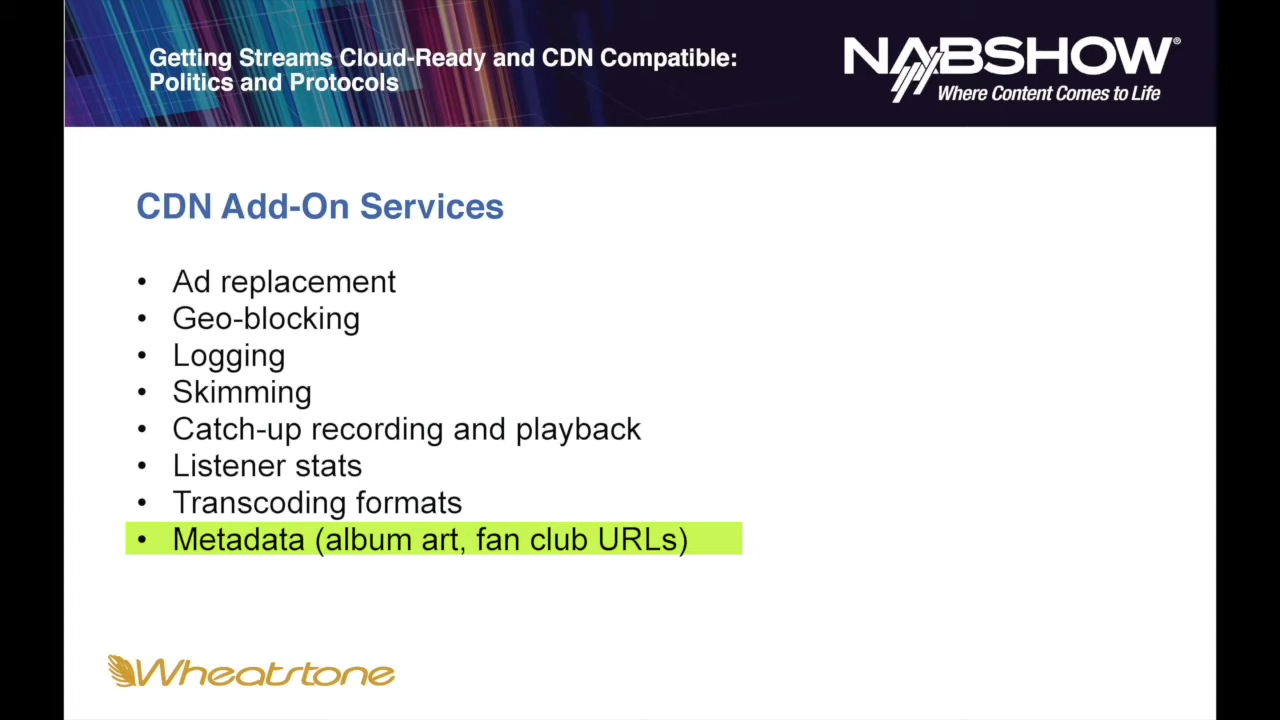 Getting Streams Cloud-Ready and CDN Compatible:
Politics and Protocols
NABSHOW®
Where Content Comes to Life
CDN Add-On Services
• Ad replacement
• Geo-blocking
• Logging
• Skimming
• Catch-up recording and playback
• Listener stats
• Transcoding formats
• Metadata (album art, fan club URLs)
Wheatstone